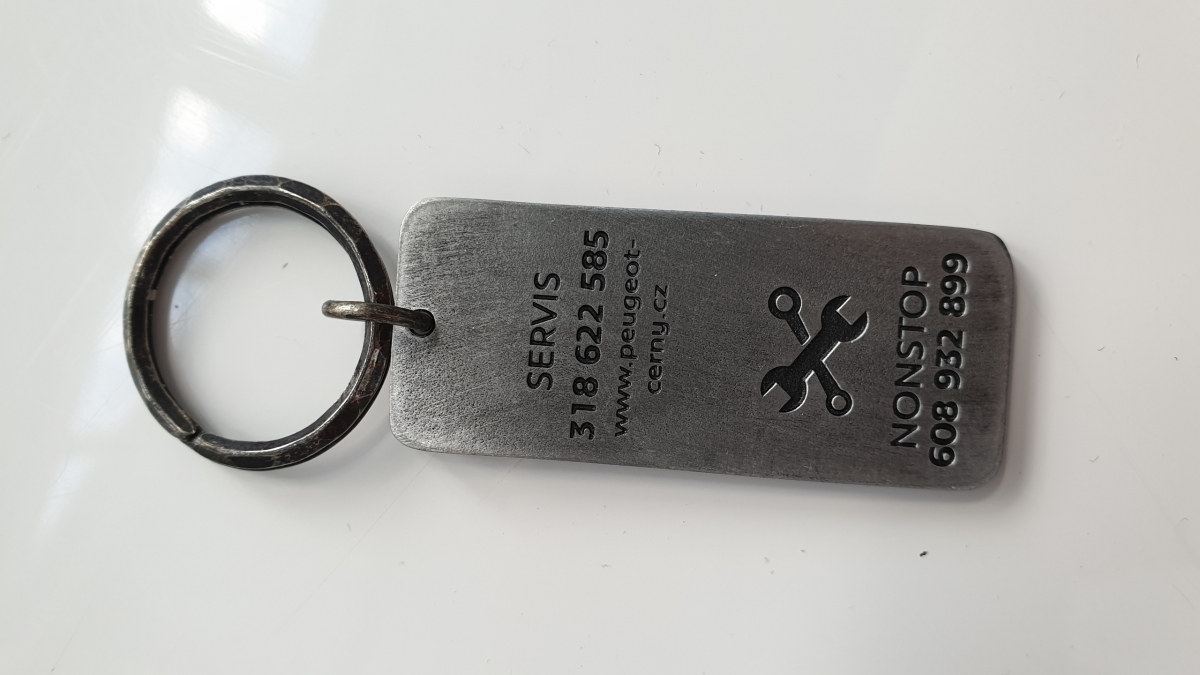 SERVIS
318 622 585
www.peugeot-
cerny.cz
NONSTOP
608 932 899